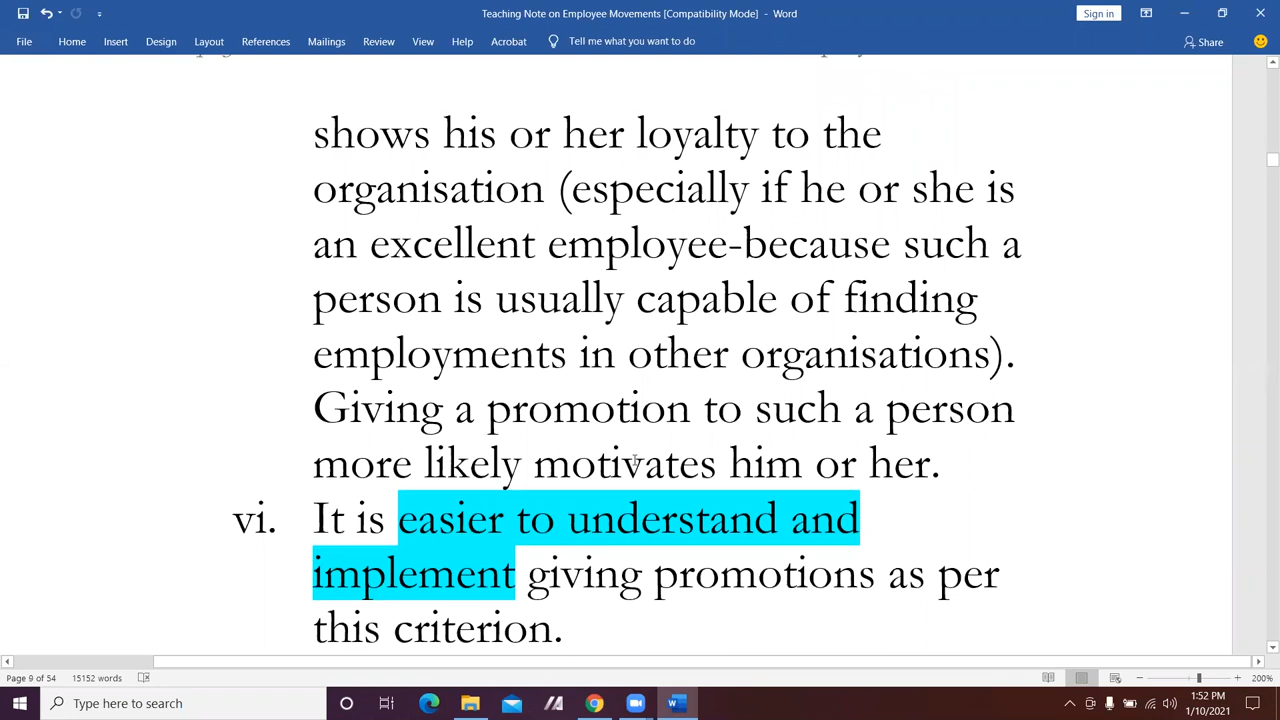 Teaching Note on Employee Movements [Compatibility Mode] - Word
Sign in
File Home Insert Design Layout References Mailings Review View Help Acrobat Tell me what you want to do Share
shows his or her loyalty to the
organisation (especially if he or she is
an excellent employee-because such a
person is usually capable of finding
employments in other organisations).
Giving a promotion to such a person
more likely motivates him or her.
vi. It is easier to understand and
implement giving promotions as per
this criterion.
Page 9 of 54 15152 words 200%
Type here to search
1:52 PM
1/10/2021